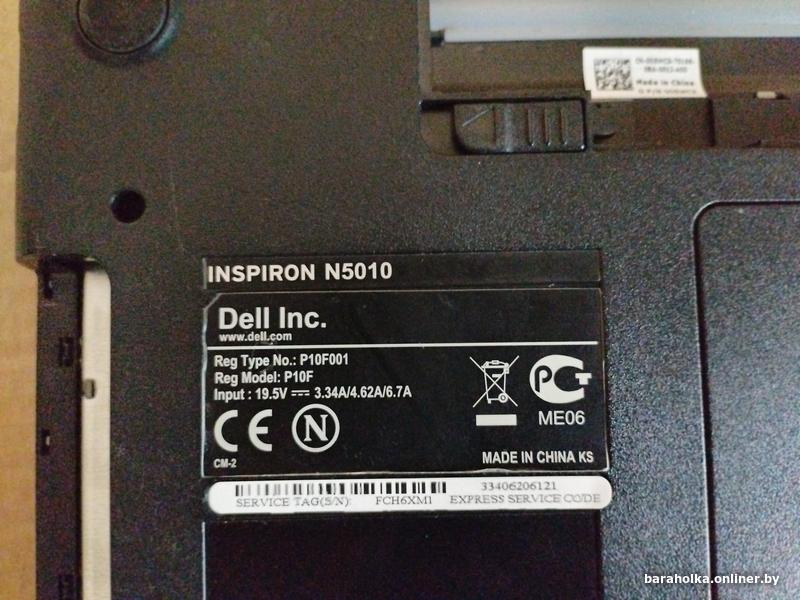 Made in China
INSPIRON N5010
Dell Inc.
www.dell.com
Reg Type No.: P10F001
Reg Model: P10F
Input : 19.5V 3.34A/4.62A/6.7A
CE N
PCT
ME06
CM-2
MADE IN CHINA KS
33406206121
SERVICE TAG(S/N): FCH6XM1 EXPRESS SERVICE CODE
baraholka.onliner.by